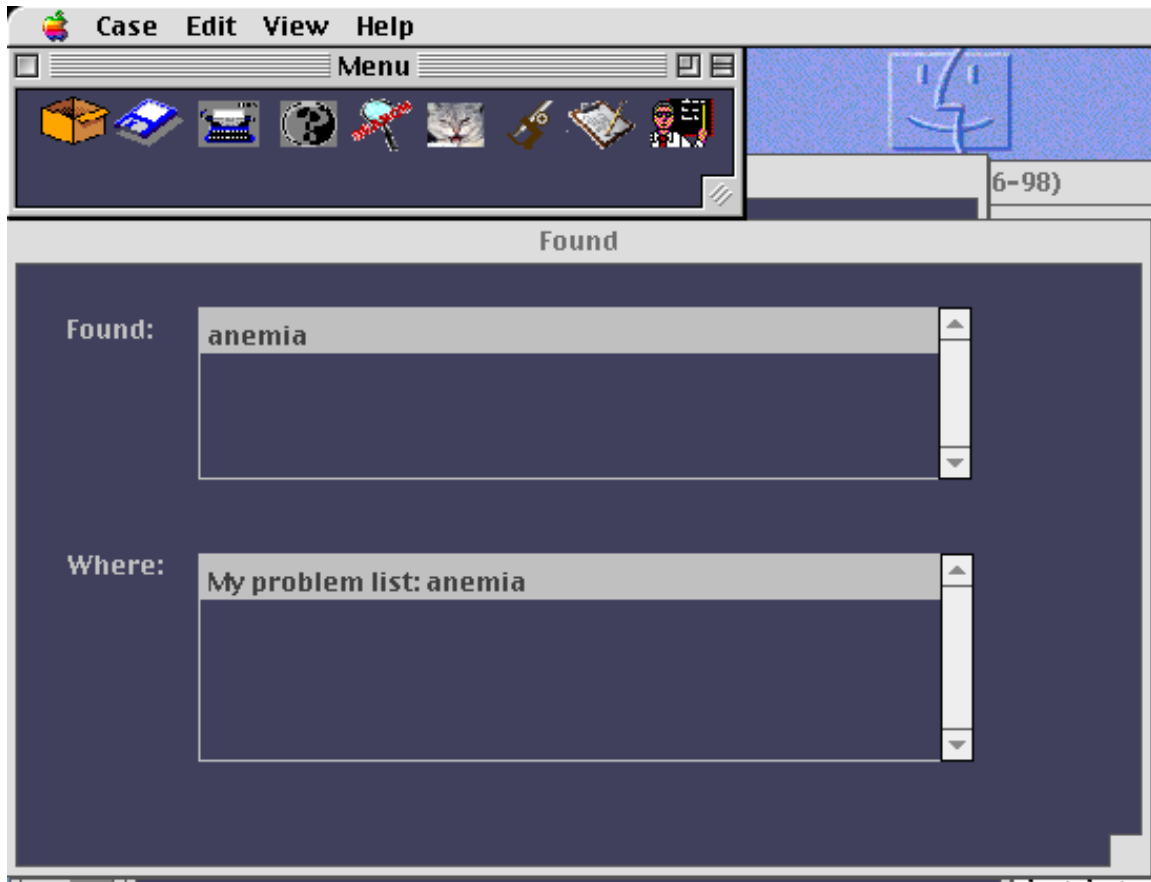 Case Edit View Help
Menu
6-98)
Found
Found:
anemia
Where:
My problem list: anemia